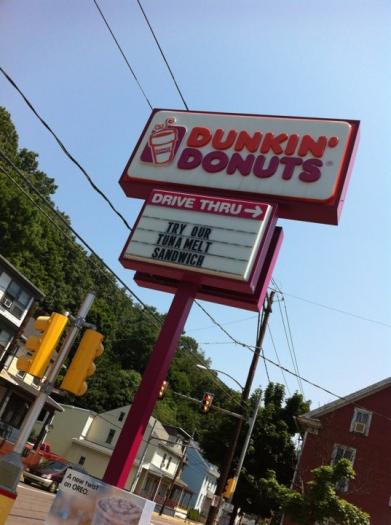 DUNKIN'
DONUTS®
DRIVE THRU →
TRY OUR
TUNA MELT
SANDWICH
A new twist
on OREO.